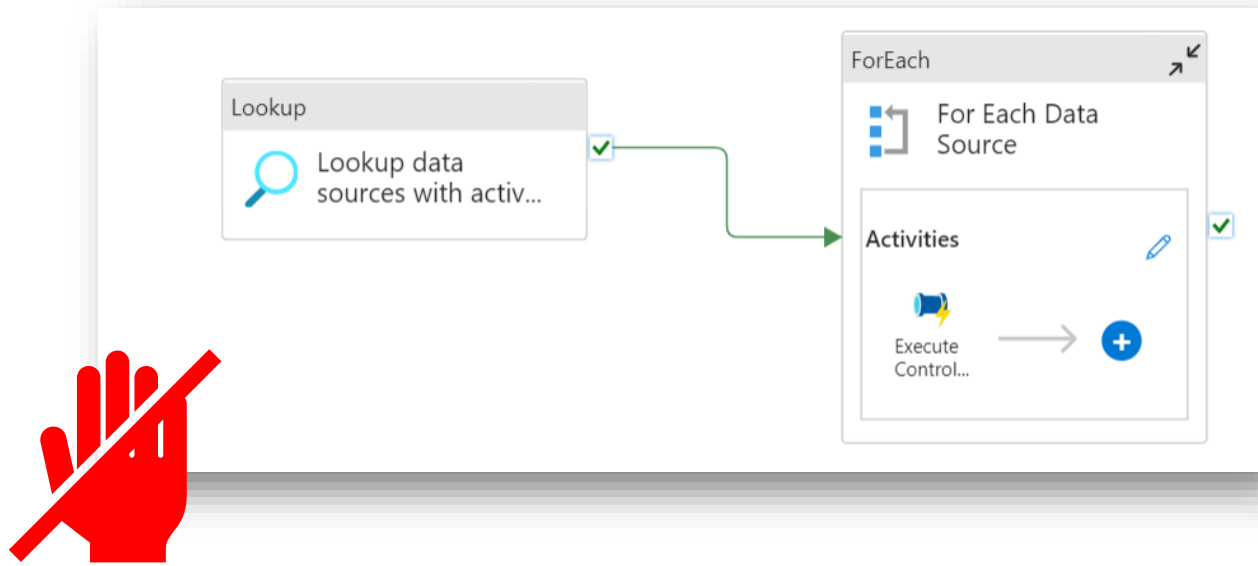 Lookup
Lookup data
sources with activ...
ForEach
For Each Data
Source
Activities
Execute
Control...